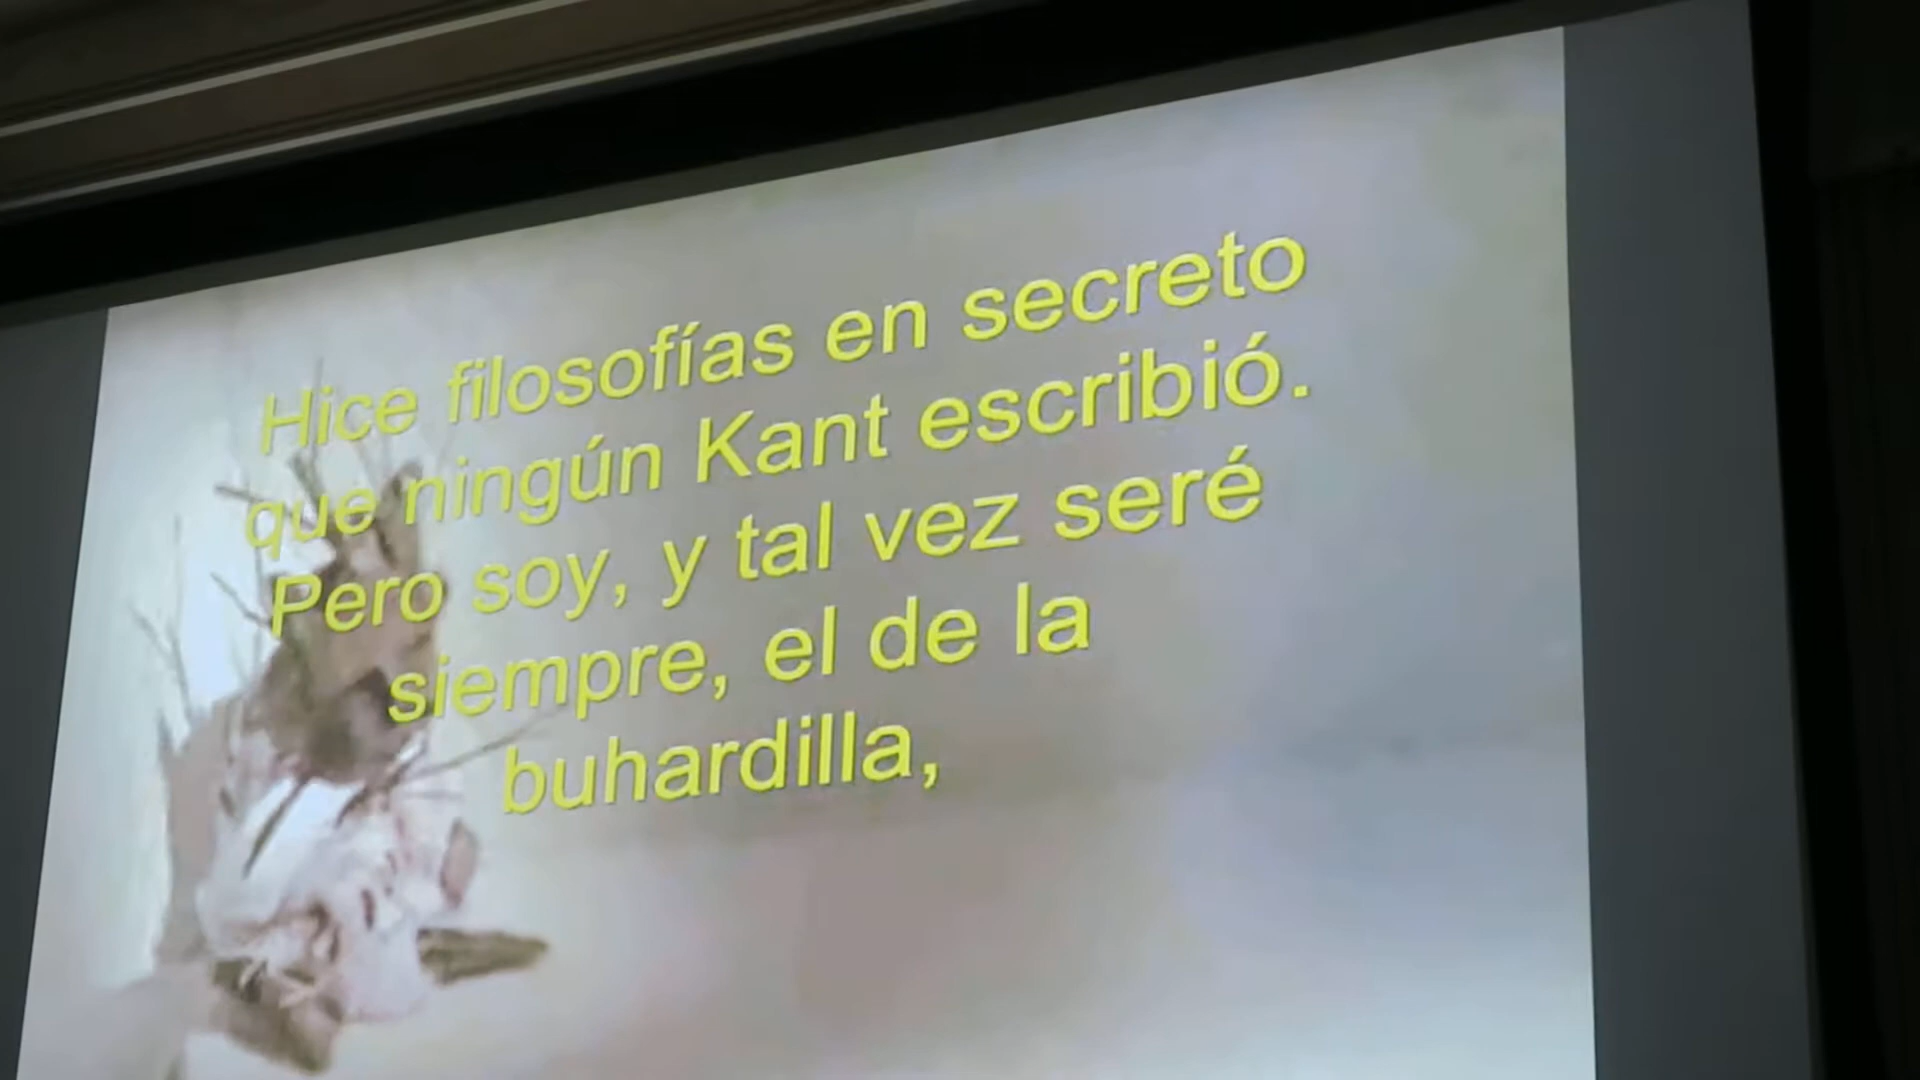 Hice filosofías en secreto
que ningún Kant escribió.
Pero soy, y tal vez seré
siempre, el de la
buhardilla,